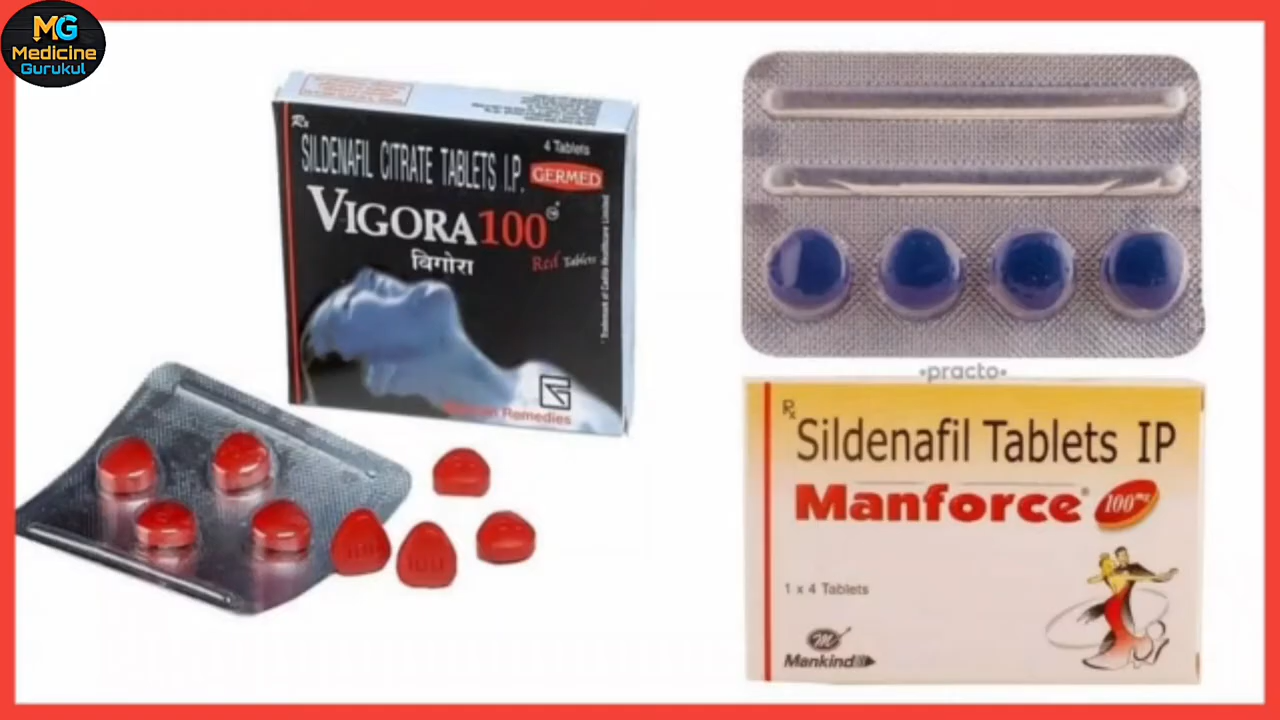 MG
Medicine
Gurukul
Rx
SILDENAFIL CITRATE TABLETS I.P.
4 Tablets
GERMED
VIGORA 100
विगोरा
Red Tablets
Remedies
100
•practo•
Rx
Sildenafil Tablets IP
Manforce® 100mg
1 x 4 Tablets
Mankind